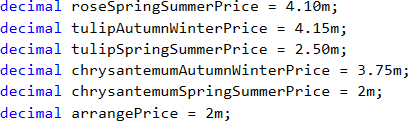 decimal roseSpringSummerPrice = 4.10m;
decimal tulipAutumnWinterPrice = 4.15m;
decimal tulipSpringSummerPrice = 2.50m;
decimal chrysantemumAutumnWinterPrice = 3.75m;
decimal chrysantemumSpringSummerPrice = 2m;
decimal arrangePrice = 2m;